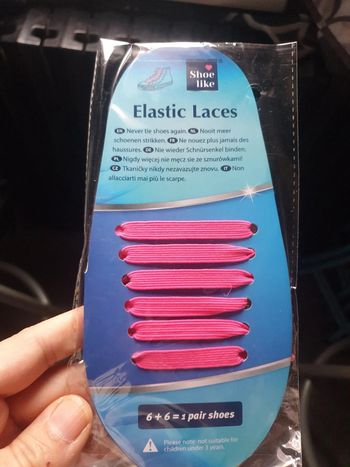 Shoe
like
Elastic Laces
EN Never tie shoes again. NL Nooit meer
schoenen strikken. FR Ne nouez plus jamais des
haussures. DE Nie wieder Schnürsenkel binden.
PL Nigdy więcej nie męcz sie ze sznurówkami!
CZ Tkaničky nikdy nezavazujte znovu. IT Non
allacciarti mai più le scarpe.
6 + 6 = 1 pair shoes
Please note: not suitable for
children under 3 years.